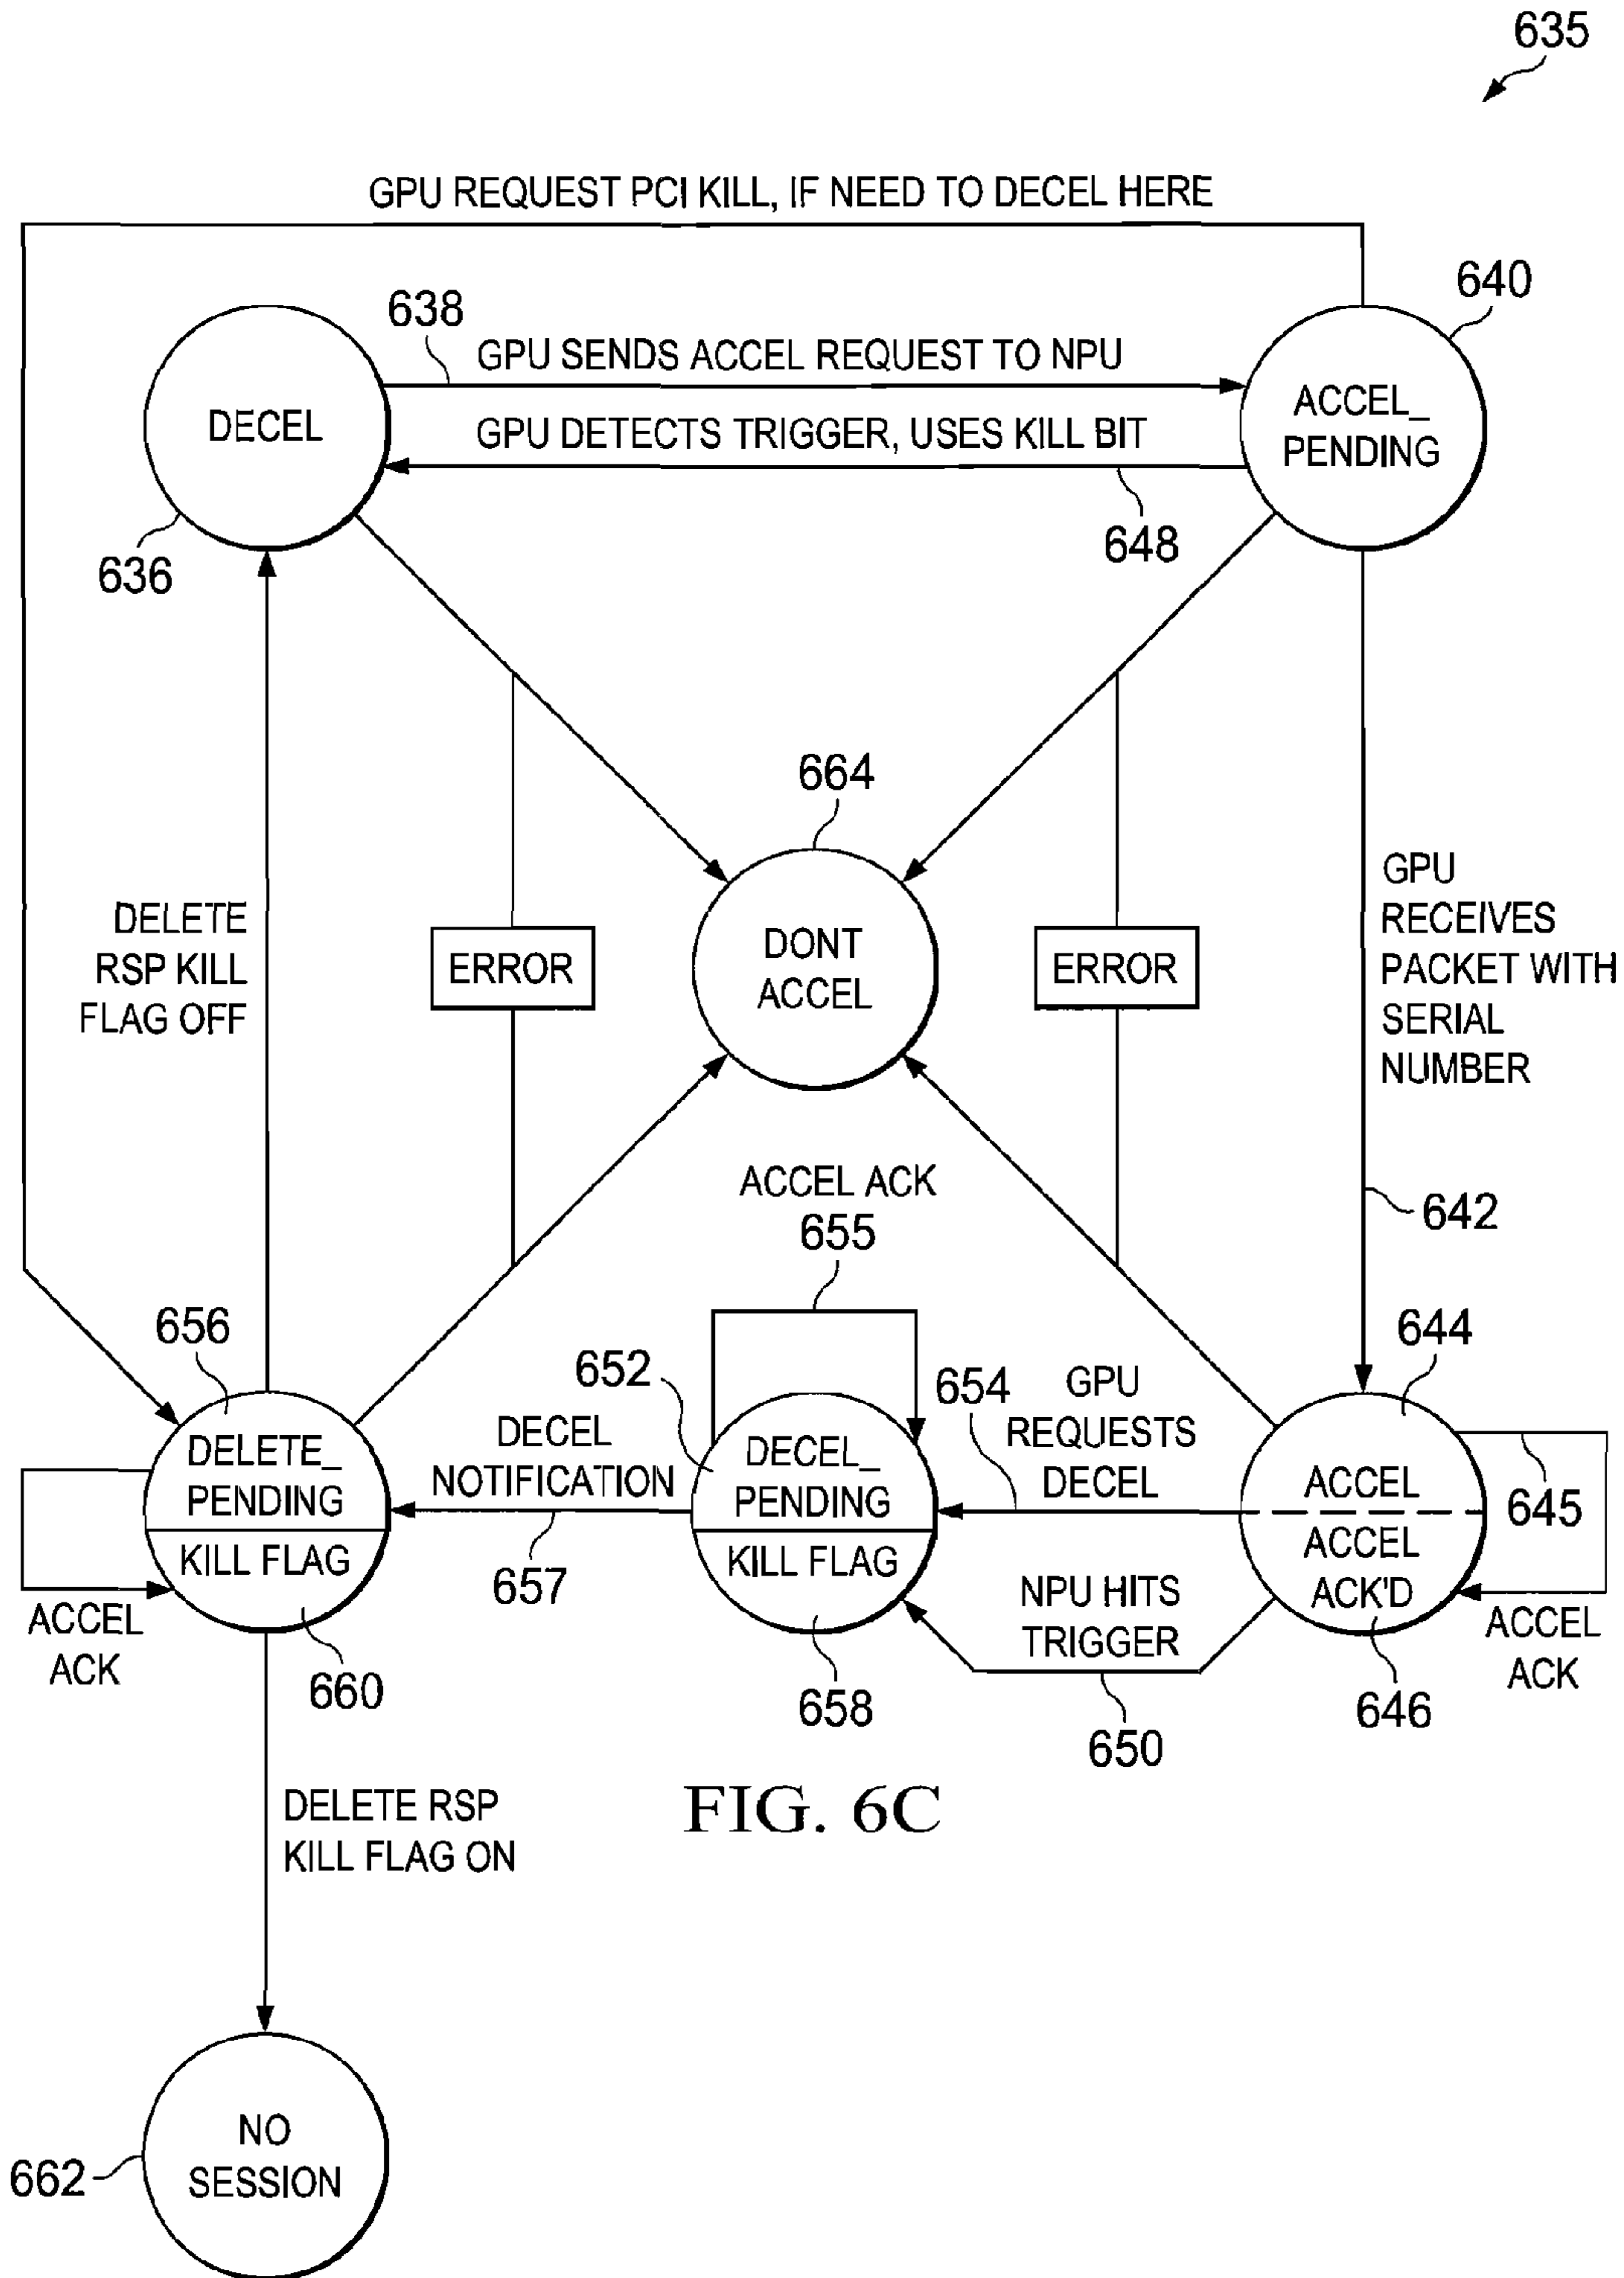 635
GPU REQUEST PCI KILL, IF NEED TO DECEL HERE
640
638
GPU SENDS ACCEL REQUEST TO NPU
DECEL
ACCEL_
PENDING
GPU DETECTS TRIGGER, USES KILL BIT
648
636
664
GPU
RECEIVES
PACKET WITH
SERIAL
NUMBER
DELETE
RSP KILL
FLAG OFF
ERROR
DONT
ACCEL
ERROR
ACCEL ACK
655
642
656
644
652
654
GPU
REQUESTS
DECEL
DECEL
NOTIFICATION
DELETE_
PENDING
KILL FLAG
DECEL_
PENDING
KILL FLAG
ACCEL
ACCEL
ACK'D
645
657
NPU HITS
TRIGGER
ACCEL
ACK
ACCEL
ACK
660
658
646
650
DELETE RSP
KILL FLAG ON
FIG. 6C
NO
SESSION
662